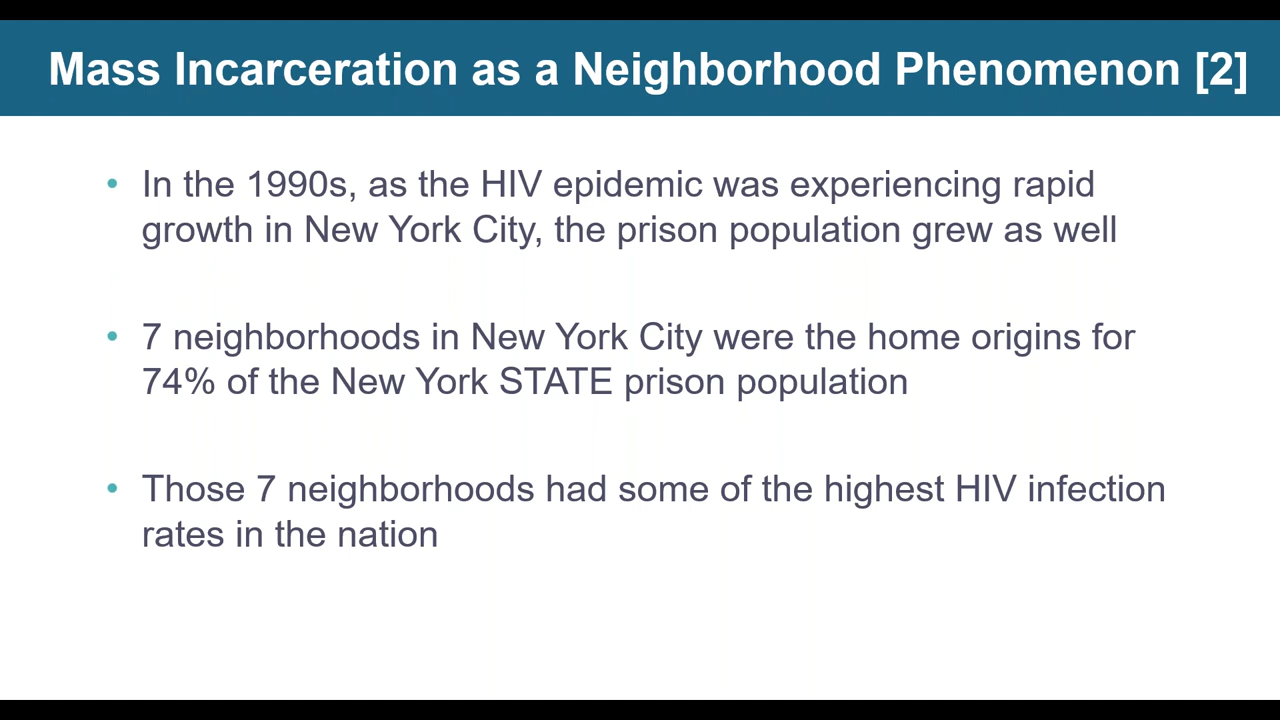 Mass Incarceration as a Neighborhood Phenomenon [2]
• In the 1990s, as the HIV epidemic was experiencing rapid
growth in New York City, the prison population grew as well
• 7 neighborhoods in New York City were the home origins for
74% of the New York STATE prison population
• Those 7 neighborhoods had some of the highest HIV infection
rates in the nation